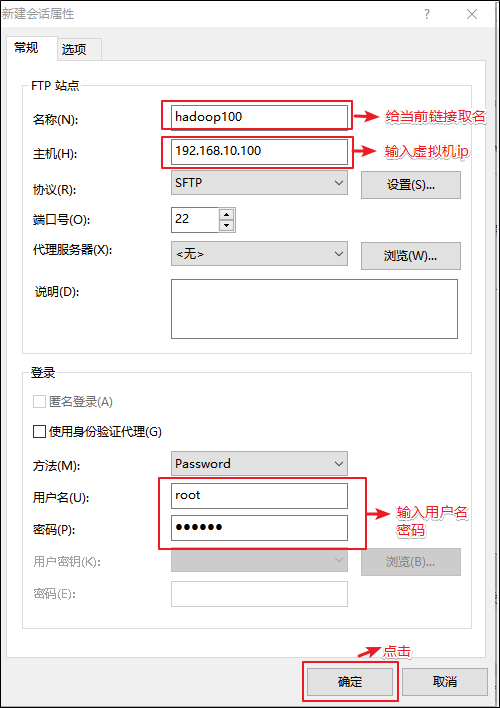 新建会话属性
常规 选项
FTP 站点
名称(N): hadoop100 给当前链接取名
主机(H): 192.168.10.100 输入虚拟机ip
协议(R): SFTP 设置(S)...
端口号(O): 22
代理服务器(X): <无> 浏览(W)...
说明(D):
登录
匿名登录(A)
使用身份验证代理(G)
方法(M): Password
用户名(U): root
输入用户名
密码(P): ●●●●●●
密码
用户密钥(K): 浏览(B)...
密码(E):
点击
确定 取消